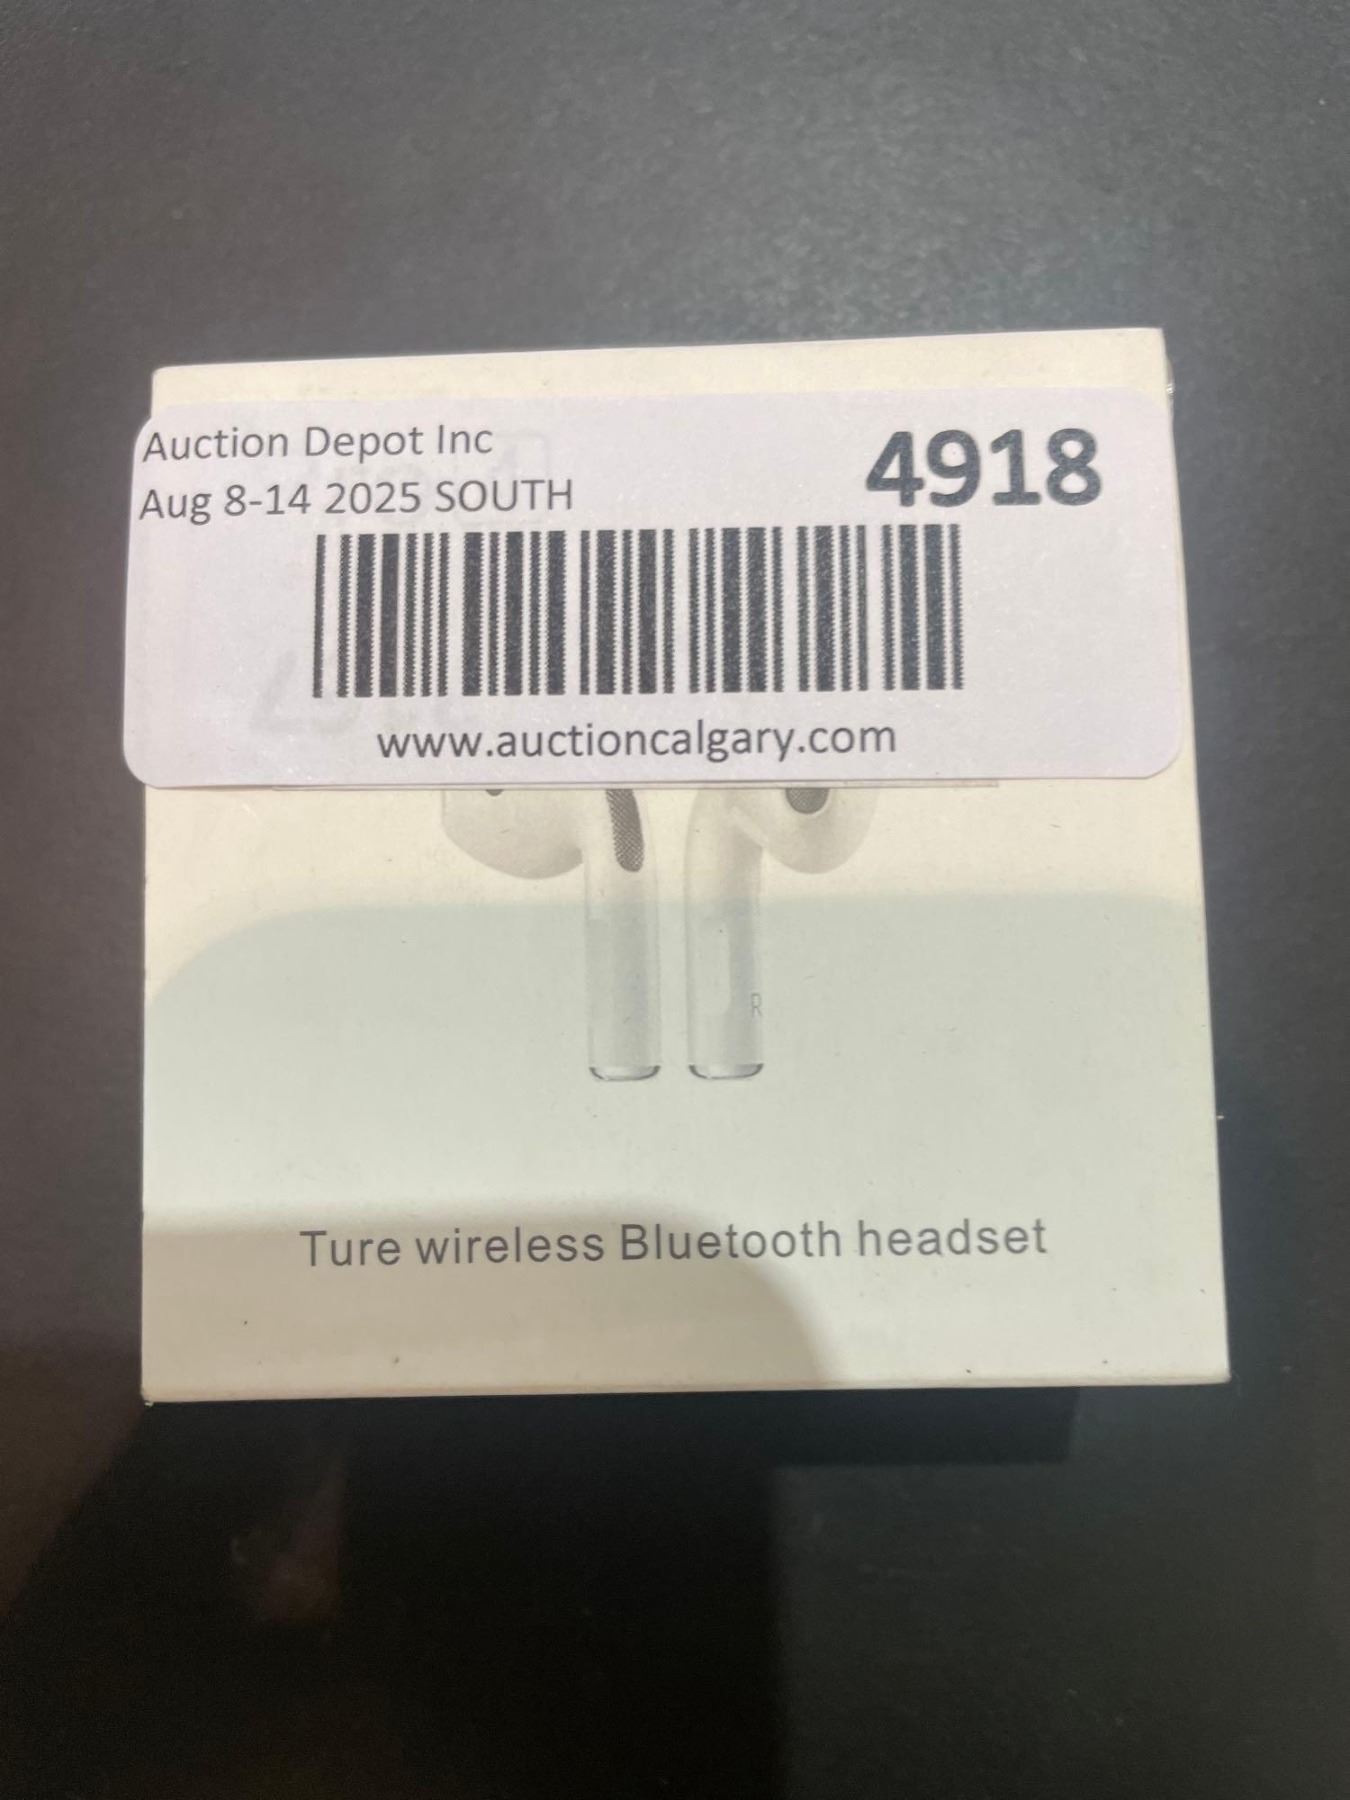 Auction Depot Inc
4918
Aug 8-14 2025 SOUTH
www.auctioncalgary.com
R
Ture wireless Bluetooth headset